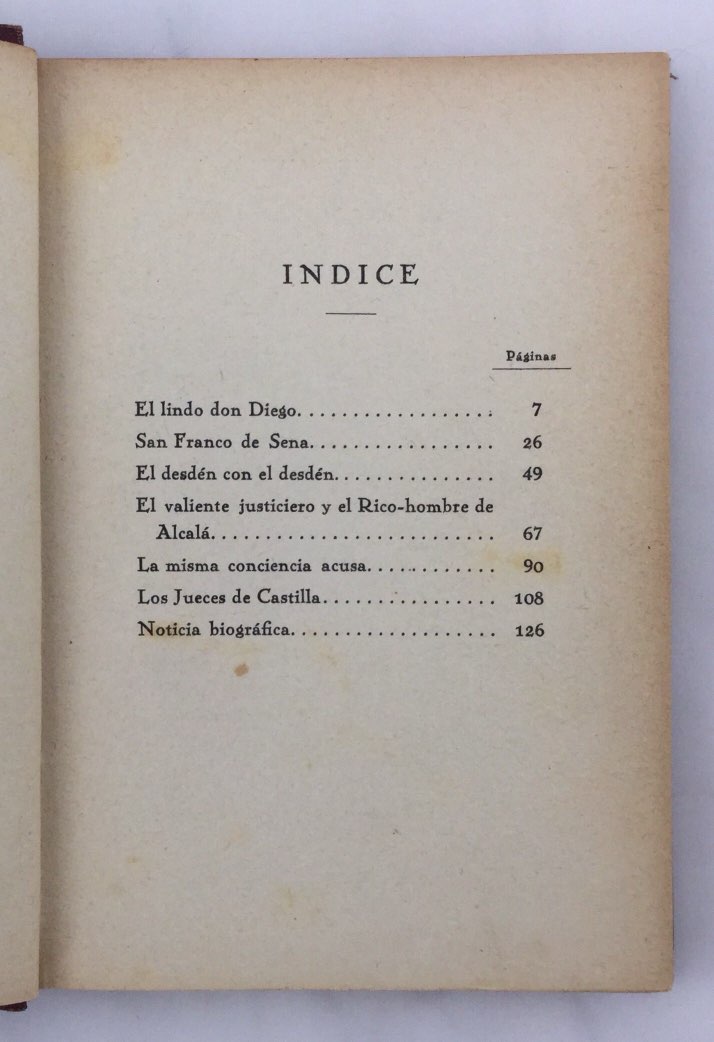 INDICE
Páginas
El lindo don Diego. . . . . . . . . . . . . . . . . . 7
San Franco de Sena. . . . . . . . . . . . . . . . . 26
El desdén con el desdén. . . . . . . . . . . . . . . 49
El valiente justiciero y el Rico-hombre de
Alcalá. . . . . . . . . . . . . . . . . . . . . . . . . . 67
La misma conciencia acusa. . . . . . . . . . . . 90
Los Jueces de Castilla. . . . . . . . . . . . . . . . 108
Noticia biográfica. . . . . . . . . . . . . . . . . . . 126